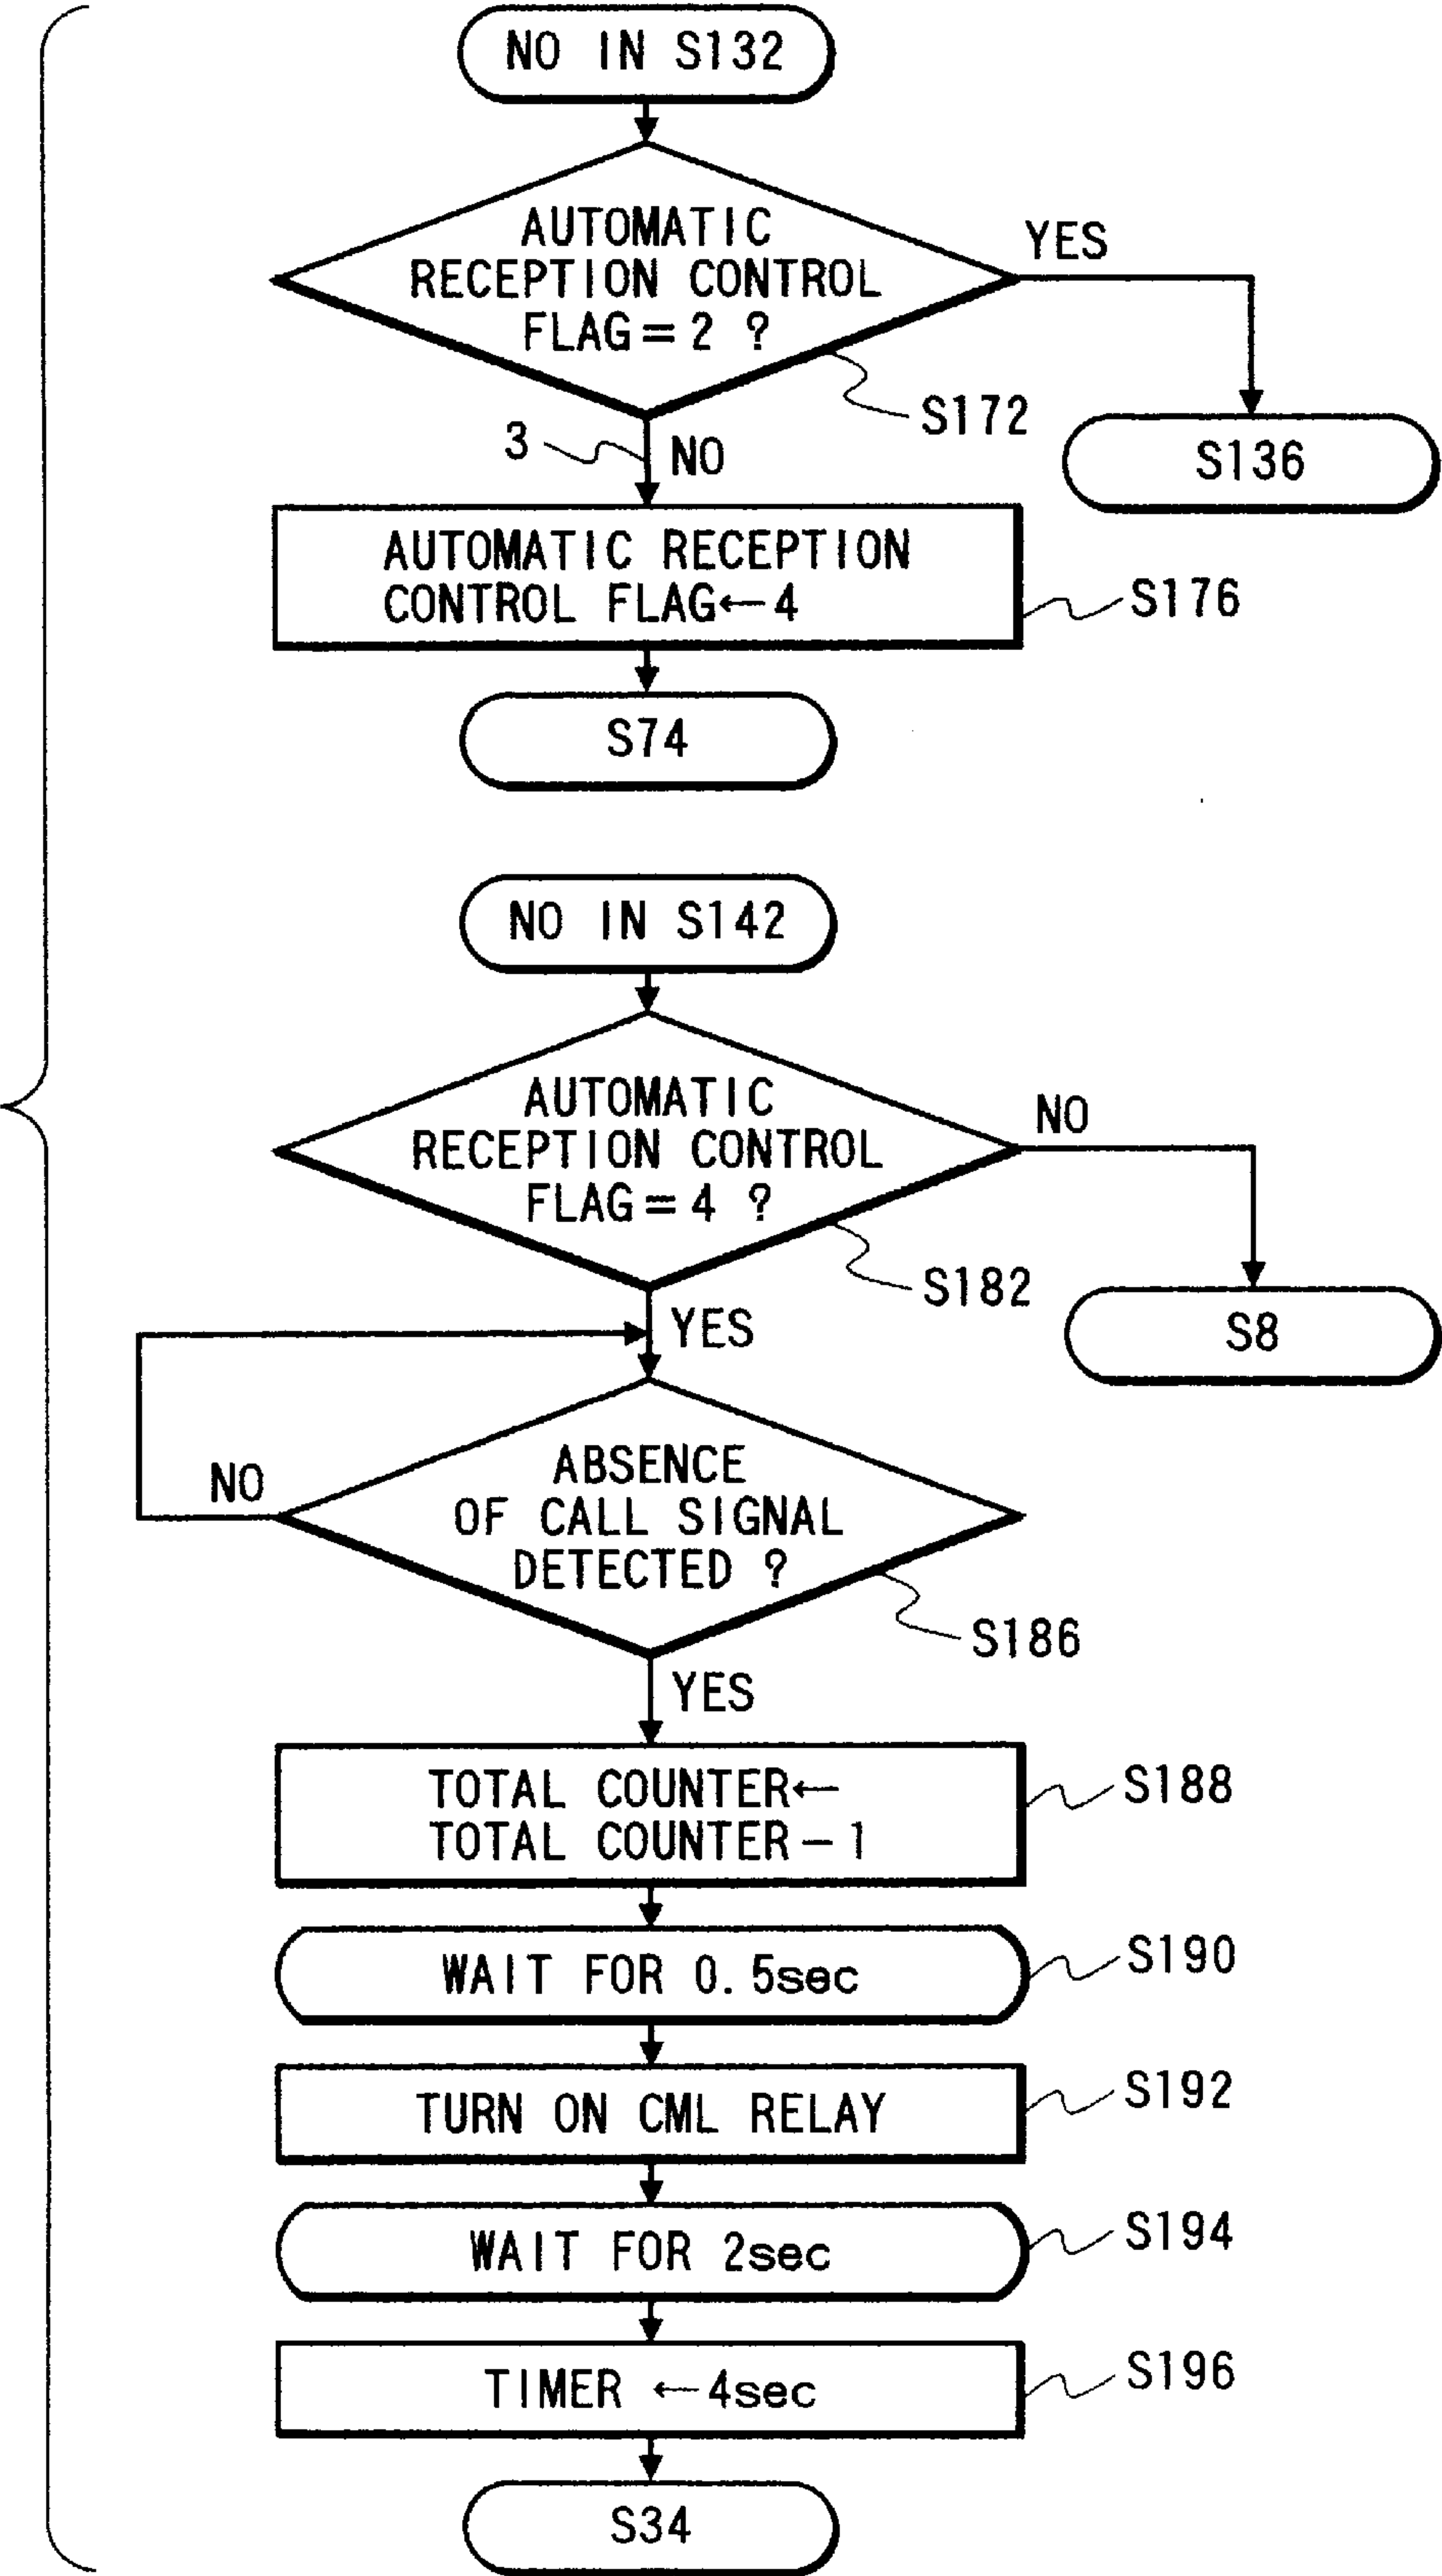 NO IN S132
AUTOMATIC
RECEPTION CONTROL
FLAG=2 ?
YES
S172
S136
3
NO
AUTOMATIC RECEPTION
CONTROL FLAG←4
S176
S74
NO IN S142
AUTOMATIC
RECEPTION CONTROL
FLAG=4 ?
NO
S182
S8
YES
NO
ABSENCE
OF CALL SIGNAL
DETECTED ?
S186
YES
TOTAL COUNTER←
TOTAL COUNTER-1
S188
WAIT FOR 0.5sec
S190
TURN ON CML RELAY
S192
WAIT FOR 2sec
S194
TIMER ←4sec
S196
S34